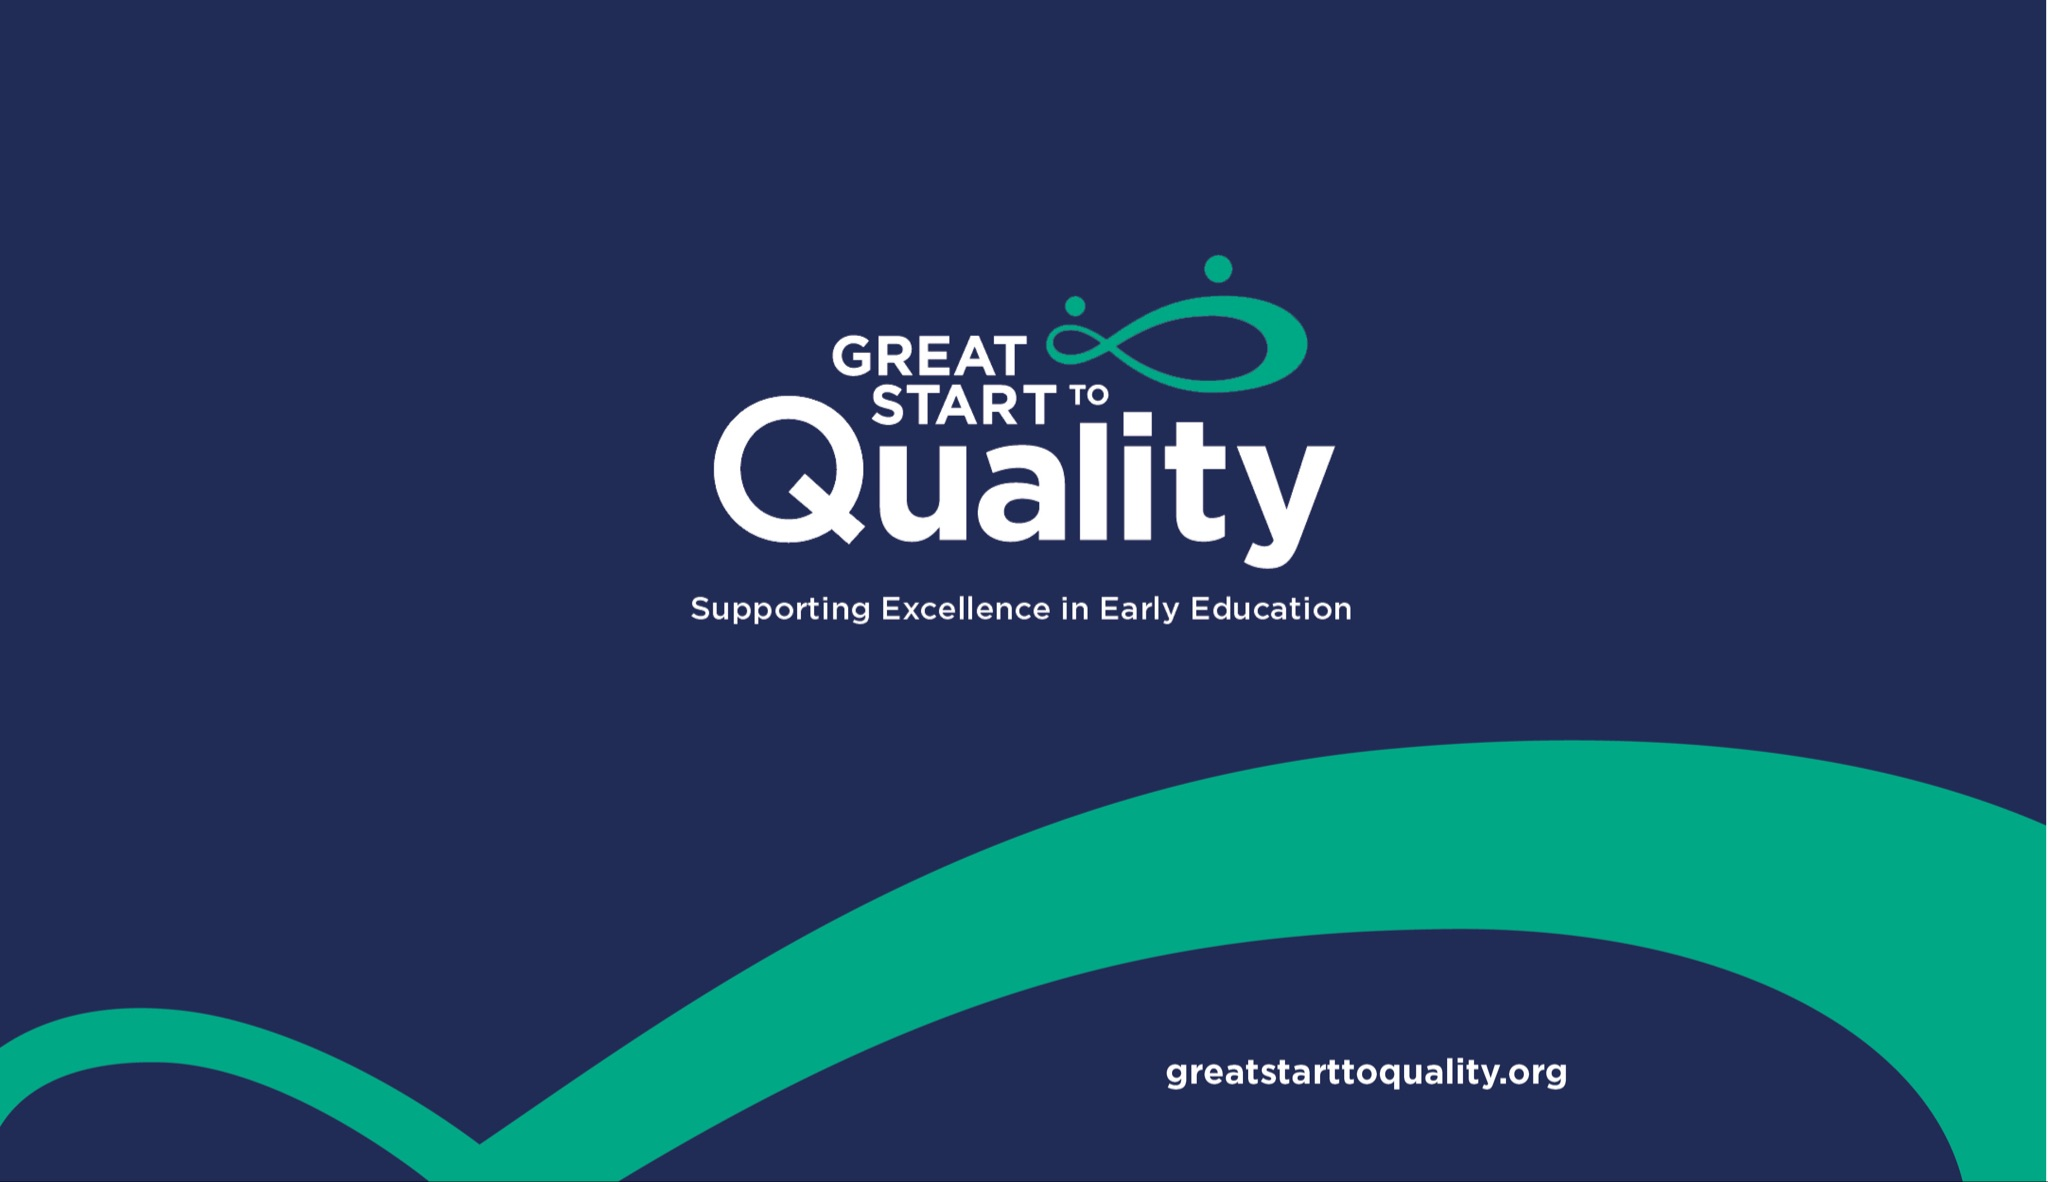 GREAT
START TO
Quality
Supporting Excellence in Early Education
greatstarttoquality.org